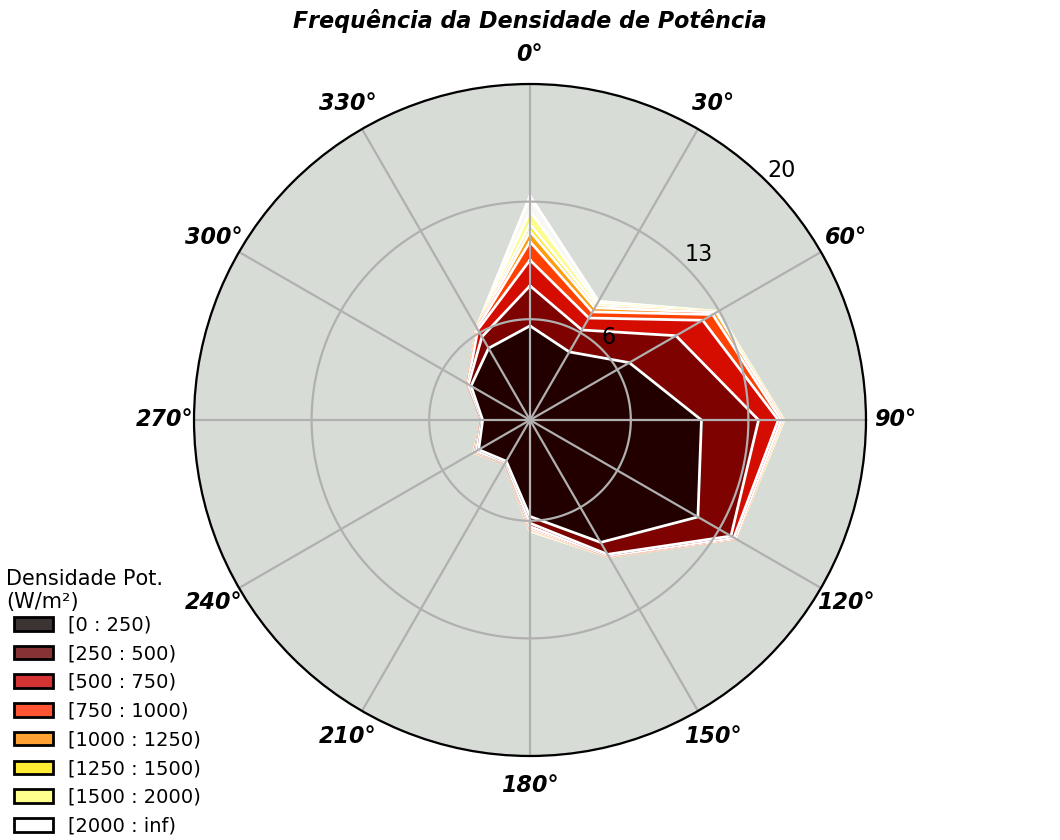 Frequência da Densidade de Potência
0°
330°
30°
20
300°
60°
13
6
270°
90°
240°
120°
210°
150°
180°
Densidade Pot.
(W/m²)
[0 : 250)
[250 : 500)
[500 : 750)
[750 : 1000)
[1000 : 1250)
[1250 : 1500)
[1500 : 2000)
[2000 : inf)